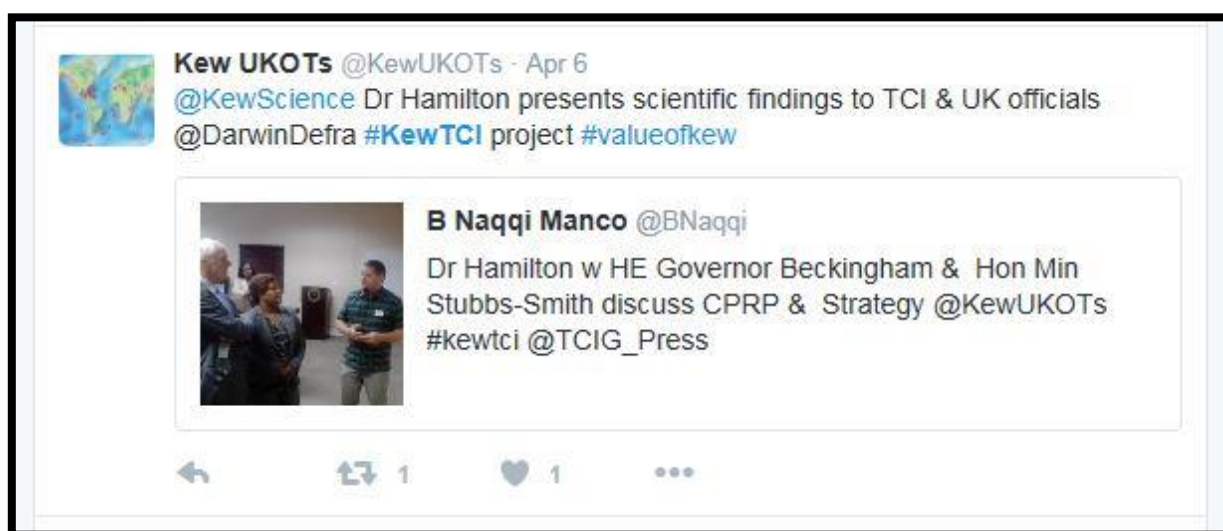 Kew UKOTs @KewUKOTs · Apr 6
@KewScience Dr Hamilton presents scientific findings to TCI & UK officials
@DarwinDefra #KewTCI project #valueofkew
B Naqqi Manco @BNaqqi
Dr Hamilton w HE Governor Beckingham & Hon Min
Stubbs-Smith discuss CPRP & Strategy @KewUKOTs
#kewtci @TCIG_Press
1 1